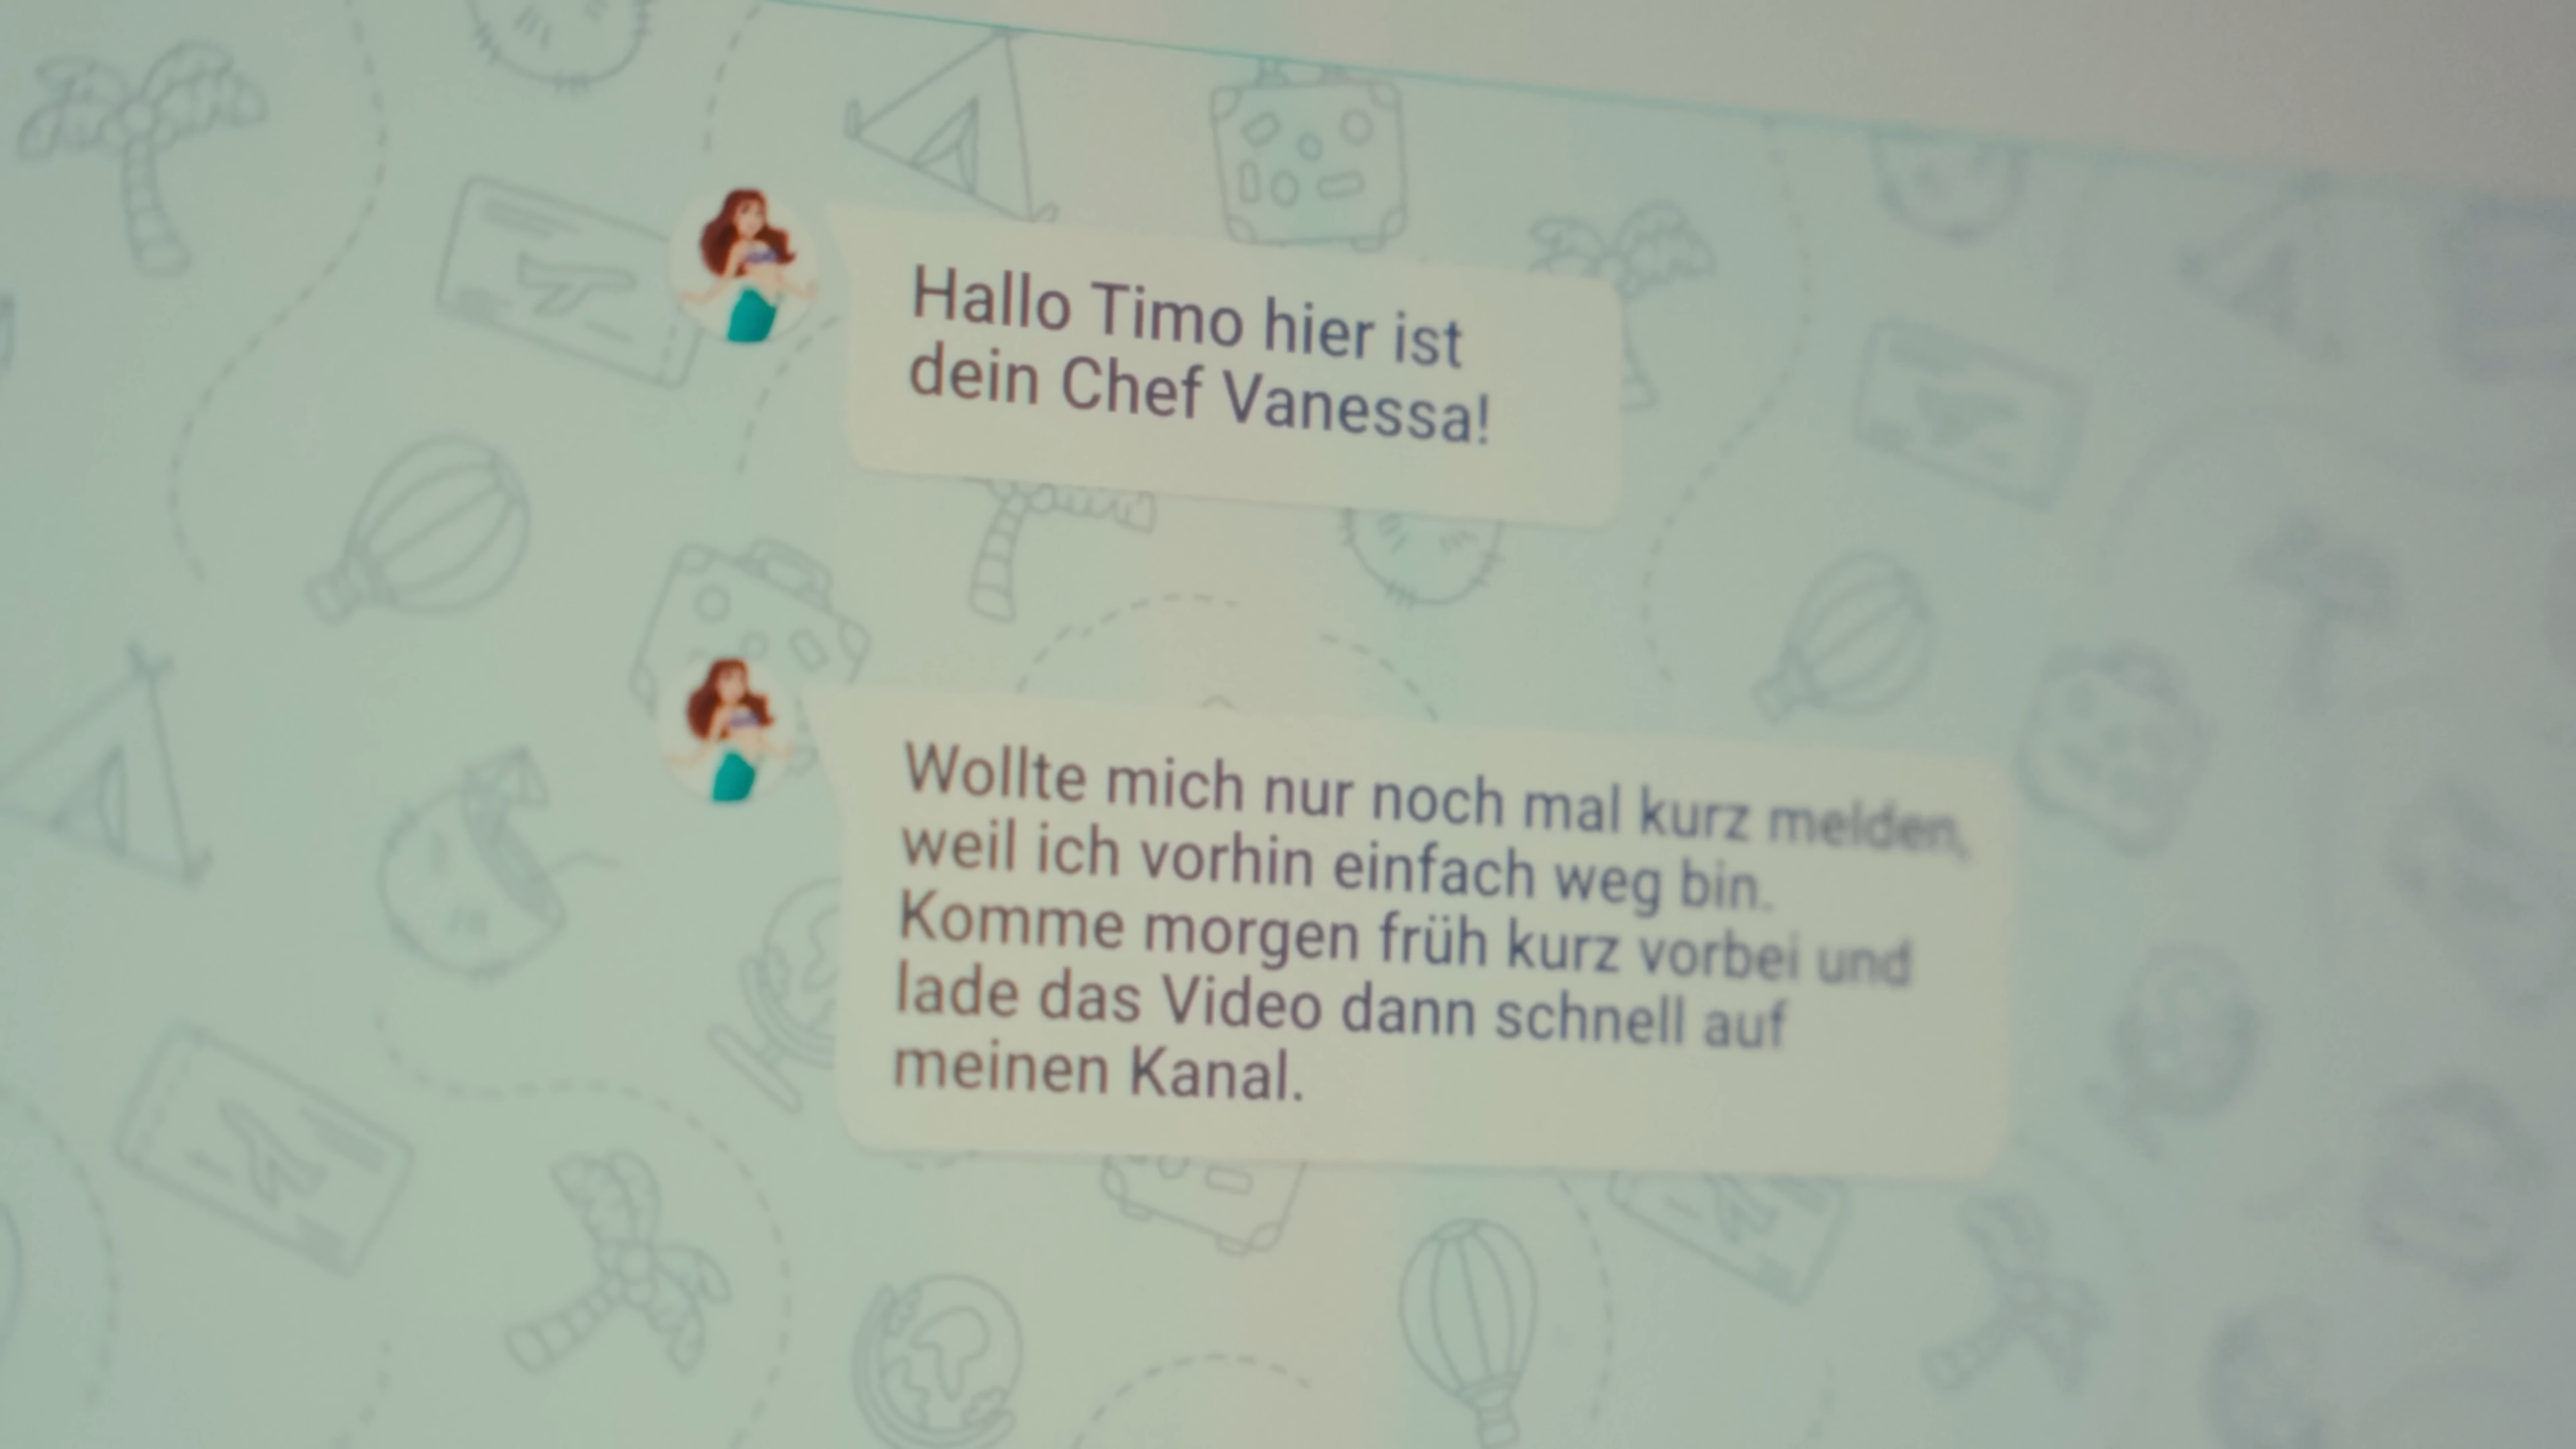 Hallo Timo hier ist
dein Chef Vanessa!
Wollte mich nur noch mal kurz melden,
weil ich vorhin einfach weg bin.
Komme morgen früh kurz vorbei und
lade das Video dann schnell auf
meinen Kanal.